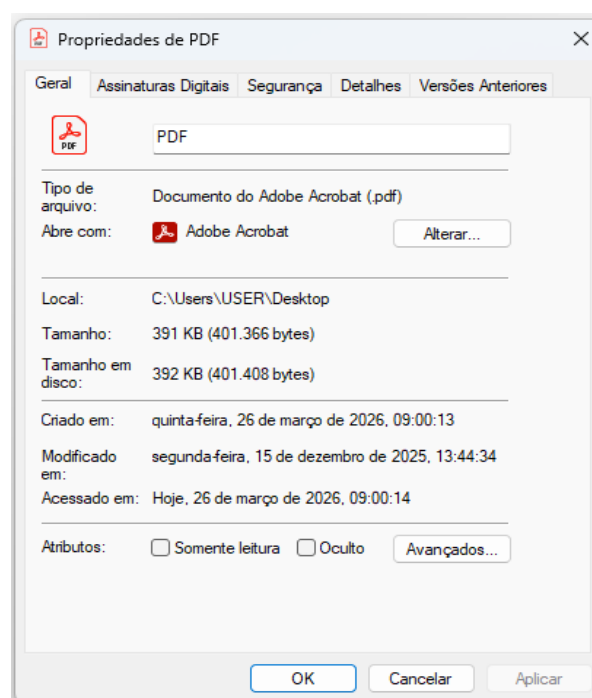 Propriedades de PDF
Geral Assinaturas Digitais Segurança Detalhes Versões Anteriores
PDF
PDF
Tipo de
arquivo:
Documento do Adobe Acrobat (.pdf)
Abre com: Adobe Acrobat Alterar...
Local: C:\Users\USER\Desktop
Tamanho: 391 KB (401.366 bytes)
Tamanho em
disco:
392 KB (401.408 bytes)
Criado em: quinta-feira, 26 de março de 2026, 09:00:13
Modificado
em:
segunda-feira, 15 de dezembro de 2025, 13:44:34
Acessado em: Hoje, 26 de março de 2026, 09:00:14
Atributos: Somente leitura Oculto Avançados...
OK Cancelar Aplicar